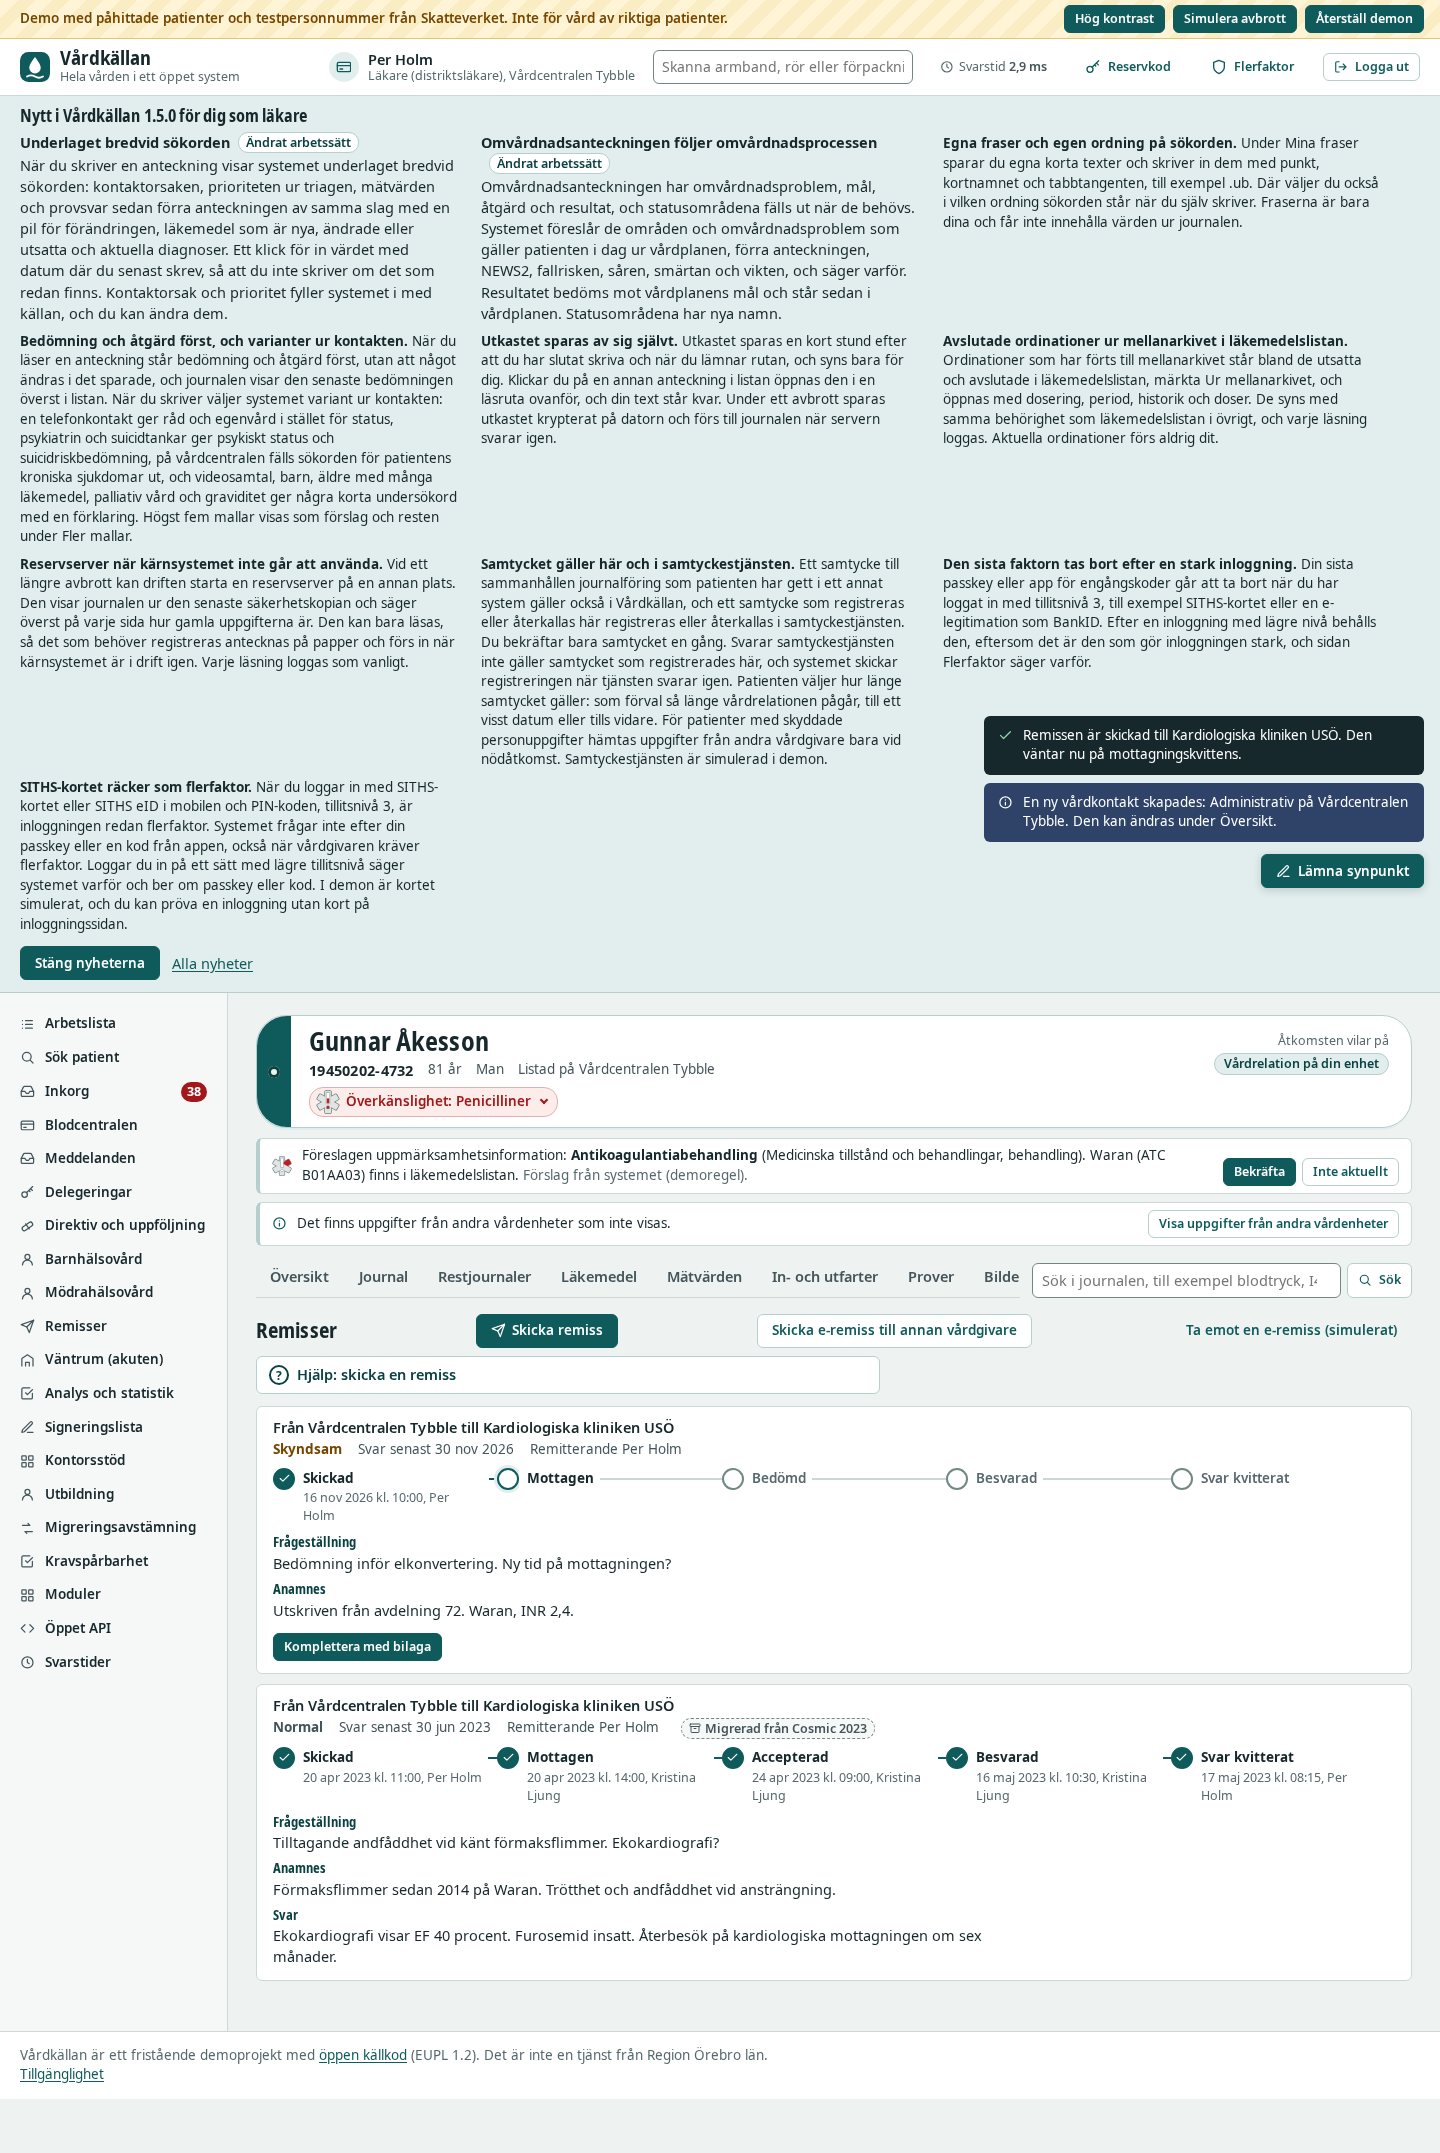 Demo med påhittade patienter och testpersonnummer från Skatteverket. Inte för vård av riktiga patienter.
Hög kontrast
Simulera avbrott
Återställ demon
Vårdkällan
Hela vården i ett öppet system
Per Holm
Läkare (distriktsläkare), Vårdcentralen Tybble
Skanna armband, rör eller förpackni
Svarstid 2,9 ms
Reservkod
Flerfaktor
Logga ut
Nytt i Vårdkällan 1.5.0 för dig som läkare
Underlaget bredvid sökorden Ändrat arbetssätt
När du skriver en anteckning visar systemet underlaget bredvid
sökorden: kontaktorsaken, prioriteten ur triagen, mätvärden
och provsvar sedan förra anteckningen av samma slag med en
pil för förändringen, läkemedel som är nya, ändrade eller
utsatta och aktuella diagnoser. Ett klick för in värdet med
datum där du senast skrev, så att du inte skriver om det som
redan finns. Kontaktorsak och prioritet fyller systemet i med
källan, och du kan ändra dem.
Omvårdnadsanteckningen följer omvårdnadsprocessen
Ändrat arbetssätt
Omvårdnadsanteckningen har omvårdnadsproblem, mål,
åtgärd och resultat, och statusområdena fälls ut när de behövs.
Systemet föreslår de områden och omvårdnadsproblem som
gäller patienten i dag ur vårdplanen, förra anteckningen,
NEWS2, fallrisken, såren, smärtan och vikten, och säger varför.
Resultatet bedöms mot vårdplanens mål och står sedan i
vårdplanen. Statusområdena har nya namn.
Egna fraser och egen ordning på sökorden. Under Mina fraser
sparar du egna korta texter och skriver in dem med punkt,
kortnamnet och tabbtangenten, till exempel .ub. Där väljer du också
i vilken ordning sökorden står när du själv skriver. Fraserna är bara
dina och får inte innehålla värden ur journalen.
Bedömning och åtgärd först, och varianter ur kontakten. När du
läser en anteckning står bedömning och åtgärd först, utan att något
ändras i det sparade, och journalen visar den senaste bedömningen
överst i listan. När du skriver väljer systemet variant ur kontakten:
en telefonkontakt ger råd och egenvård i stället för status,
psykiatrin och suicidtankar ger psykiskt status och
suicidriskbedömning, på vårdcentralen fälls sökorden för patientens
kroniska sjukdomar ut, och videosamtal, barn, äldre med många
läkemedel, palliativ vård och graviditet ger några korta undersökord
med en förklaring. Högst fem mallar visas som förslag och resten
under Fler mallar.
Utkastet sparas av sig självt. Utkastet sparas en kort stund efter
att du har slutat skriva och när du lämnar rutan, och syns bara för
dig. Klickar du på en annan anteckning i listan öppnas den i en
läsruta ovanför, och din text står kvar. Under ett avbrott sparas
utkastet krypterat på datorn och förs till journalen när servern
svarar igen.
Avslutade ordinationer ur mellanarkivet i läkemedelslistan.
Ordinationer som har förts till mellanarkivet står bland de utsatta
och avslutade i läkemedelslistan, märkta Ur mellanarkivet, och
öppnas med dosering, period, historik och doser. De syns med
samma behörighet som läkemedelslistan i övrigt, och varje läsning
loggas. Aktuella ordinationer förs aldrig dit.
Reservserver när kärnsystemet inte går att använda. Vid ett
längre avbrott kan driften starta en reservserver på en annan plats.
Den visar journalen ur den senaste säkerhetskopian och säger
överst på varje sida hur gamla uppgifterna är. Den kan bara läsas,
så det som behöver registreras antecknas på papper och förs in när
kärnsystemet är i drift igen. Varje läsning loggas som vanligt.
Samtycket gäller här och i samtyckestjänsten. Ett samtycke till
sammanhållen journalföring som patienten har gett i ett annat
system gäller också i Vårdkällan, och ett samtycke som registreras
eller återkallas här registreras eller återkallas i samtyckestjänsten.
Du bekräftar bara samtycket en gång. Svarar samtyckestjänsten
inte gäller samtycket som registrerades här, och systemet skickar
registreringen när tjänsten svarar igen. Patienten väljer hur länge
samtycket gäller: som förval så länge vårdrelationen pågår, till ett
visst datum eller tills vidare. För patienter med skyddade
personuppgifter hämtas uppgifter från andra vårdgivare bara vid
nödåtkomst. Samtyckestjänsten är simulerad i demon.
Den sista faktorn tas bort efter en stark inloggning. Din sista
passkey eller app för engångskoder går att ta bort när du har
loggat in med tillitsnivå 3, till exempel SITHS-kortet eller en e-
legitimation som BankID. Efter en inloggning med lägre nivå behålls
den, eftersom det är den som gör inloggningen stark, och sidan
Flerfaktor säger varför.
Remissen är skickad till Kardiologiska kliniken USÖ. Den
väntar nu på mottagningskvittens.
En ny vårdkontakt skapades: Administrativ på Vårdcentralen
Tybble. Den kan ändras under Översikt.
Lämna synpunkt
SITHS-kortet räcker som flerfaktor. När du loggar in med SITHS-
kortet eller SITHS eID i mobilen och PIN-koden, tillitsnivå 3, är
inloggningen redan flerfaktor. Systemet frågar inte efter din
passkey eller en kod från appen, också när vårdgivaren kräver
flerfaktor. Loggar du in på ett sätt med lägre tillitsnivå säger
systemet varför och ber om passkey eller kod. I demon är kortet
simulerat, och du kan pröva en inloggning utan kort på
inloggningssidan.
Stäng nyheterna
Alla nyheter
Arbetslista
Sök patient
Inkorg 38
Blodcentralen
Meddelanden
Delegeringar
Direktiv och uppföljning
Barnhälsovård
Mödrahälsovård
Remisser
Väntrum (akuten)
Analys och statistik
Signeringslista
Kontorsstöd
Utbildning
Migreringsavstämning
Kravspårbarhet
Moduler
Öppet API
Svarstider
Gunnar Åkesson
19450202-4732 81 år Man Listad på Vårdcentralen Tybble
Överkänslighet: Penicilliner
Åtkomsten vilar på
Vårdrelation på din enhet
Föreslagen uppmärksamhetsinformation: Antikoagulantiabehandling (Medicinska tillstånd och behandlingar, behandling). Waran (ATC
B01AA03) finns i läkemedelslistan. Förslag från systemet (demoregel).
Bekräfta
Inte aktuellt
Det finns uppgifter från andra vårdenheter som inte visas.
Visa uppgifter från andra vårdenheter
Översikt
Journal
Restjournaler
Läkemedel
Mätvärden
In- och utfarter
Prover
Bilde
Sök i journalen, till exempel blodtryck, I4
Sök
Remisser
Skicka remiss
Skicka e-remiss till annan vårdgivare
Ta emot en e-remiss (simulerat)
? Hjälp: skicka en remiss
Från Vårdcentralen Tybble till Kardiologiska kliniken USÖ
Skyndsam Svar senast 30 nov 2026 Remitterande Per Holm
Skickad
16 nov 2026 kl. 10:00, Per
Holm
Mottagen
Bedömd
Besvarad
Svar kvitterat
Frågeställning
Bedömning inför elkonvertering. Ny tid på mottagningen?
Anamnes
Utskriven från avdelning 72. Waran, INR 2,4.
Komplettera med bilaga
Från Vårdcentralen Tybble till Kardiologiska kliniken USÖ
Normal Svar senast 30 jun 2023 Remitterande Per Holm Migrerad från Cosmic 2023
Skickad
20 apr 2023 kl. 11:00, Per Holm
Mottagen
20 apr 2023 kl. 14:00, Kristina
Ljung
Accepterad
24 apr 2023 kl. 09:00, Kristina
Ljung
Besvarad
16 maj 2023 kl. 10:30, Kristina
Ljung
Svar kvitterat
17 maj 2023 kl. 08:15, Per
Holm
Frågeställning
Tilltagande andfåddhet vid känt förmaksflimmer. Ekokardiografi?
Anamnes
Förmaksflimmer sedan 2014 på Waran. Trötthet och andfåddhet vid ansträngning.
Svar
Ekokardiografi visar EF 40 procent. Furosemid insatt. Återbesök på kardiologiska mottagningen om sex
månader.
Vårdkällan är ett fristående demoprojekt med öppen källkod (EUPL 1.2). Det är inte en tjänst från Region Örebro län.
Tillgänglighet